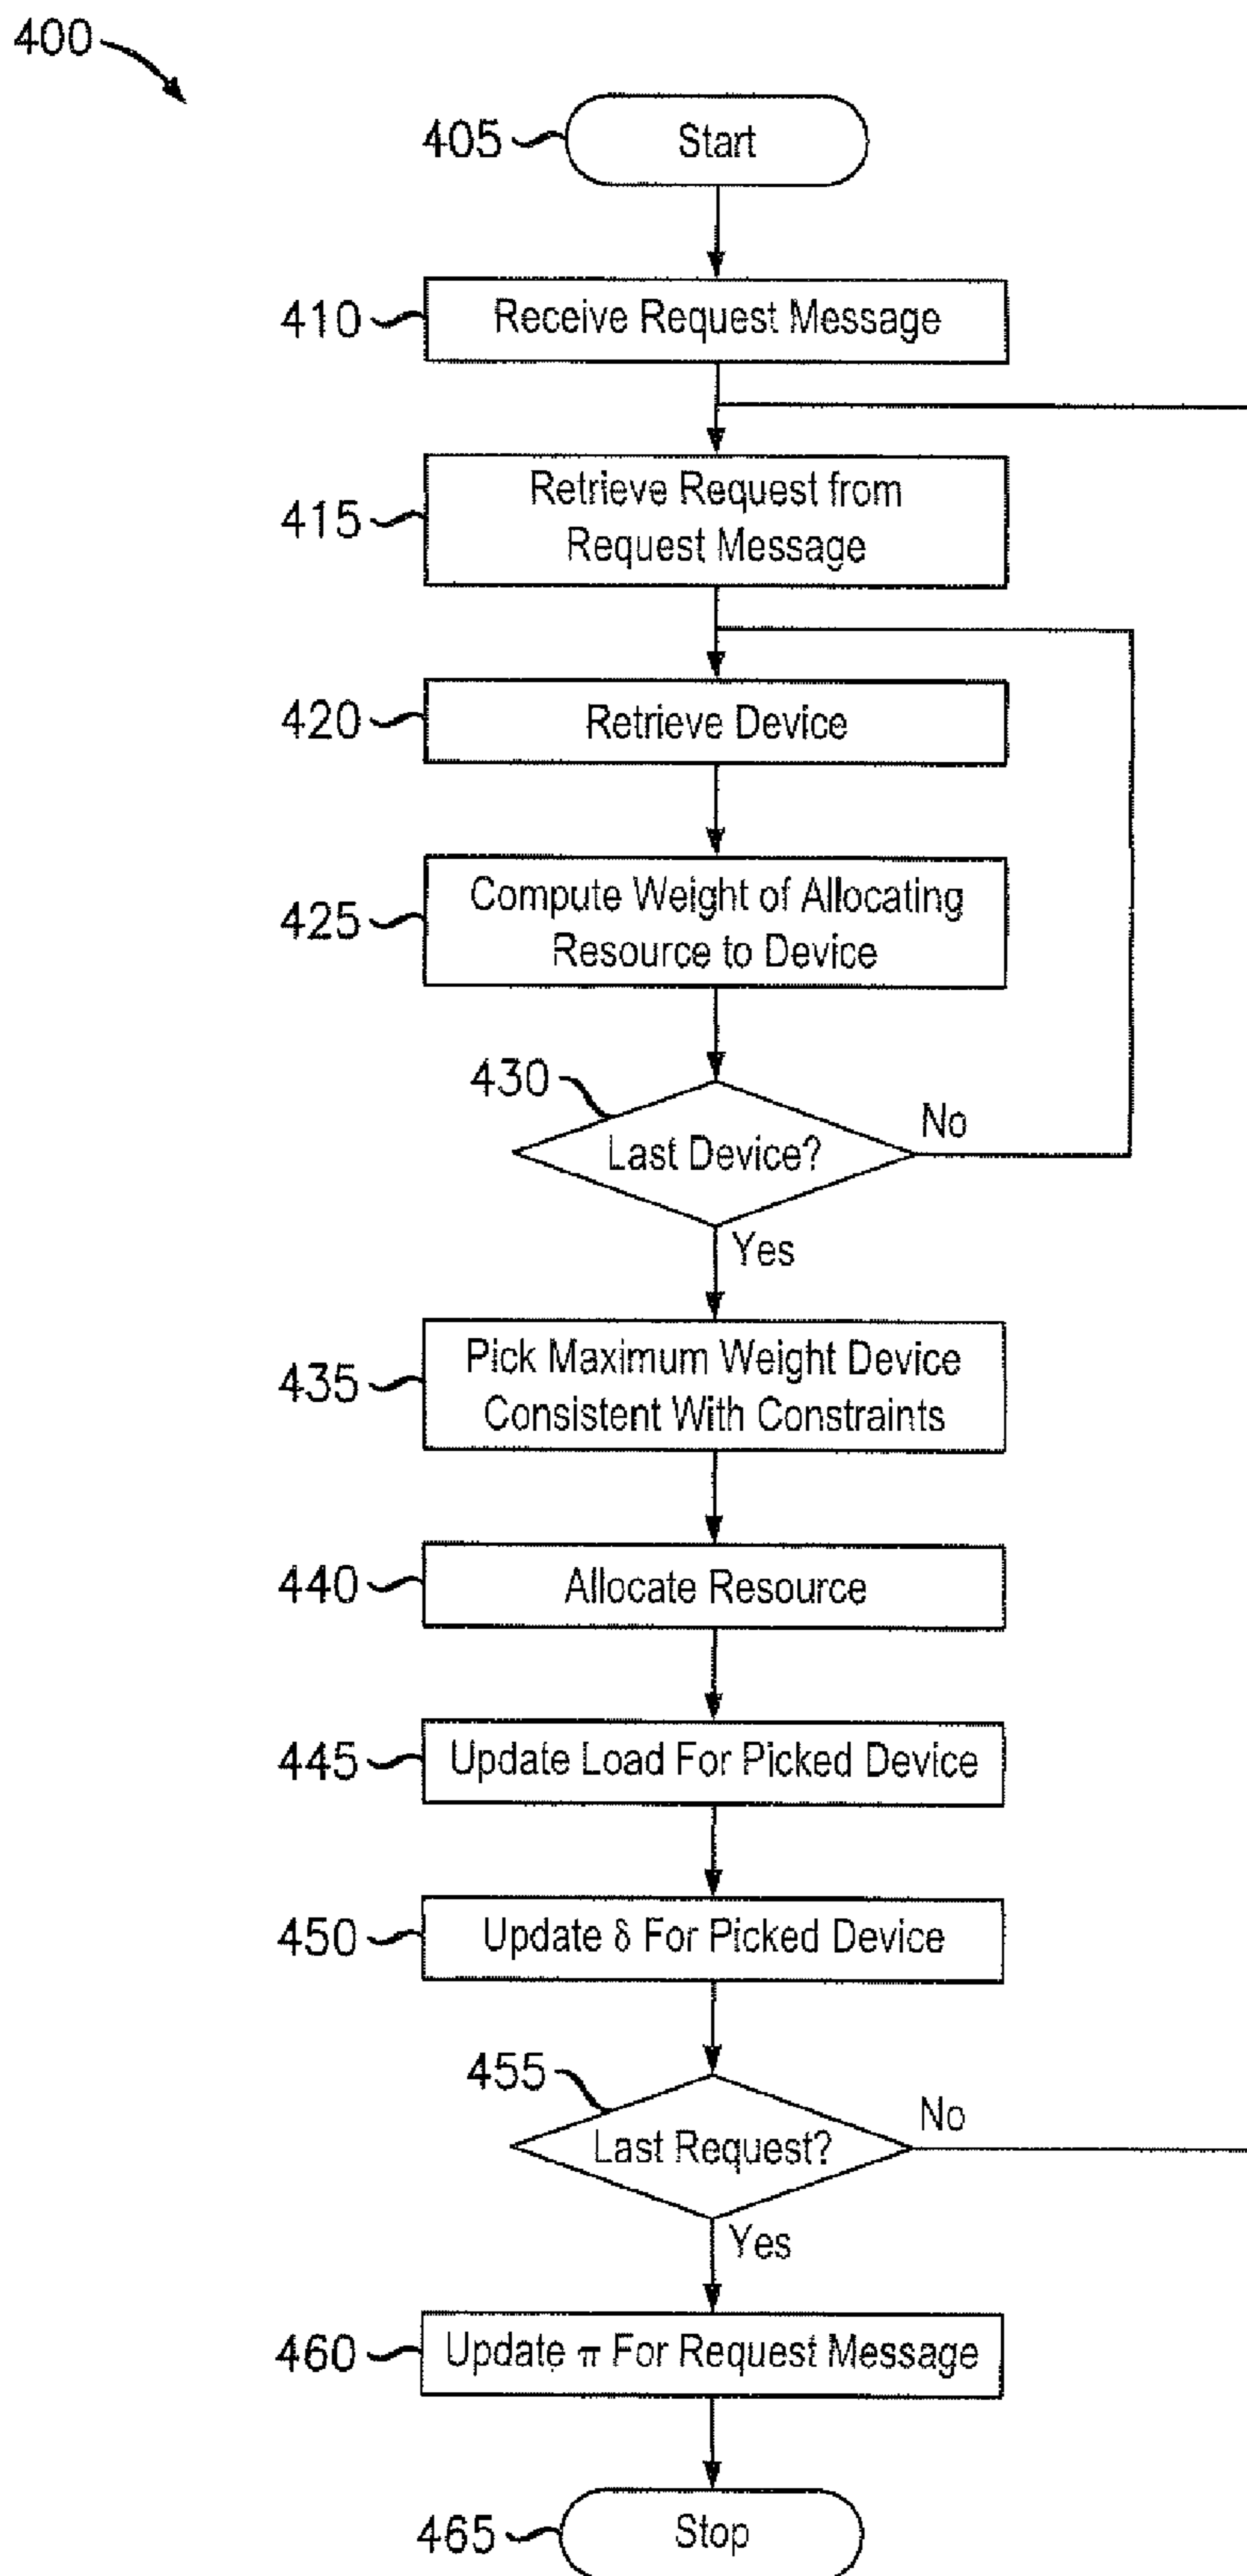 400
405
Start
410
Receive Request Message
415
Retrieve Request from
Request Message
420
Retrieve Device
425
Compute Weight of Allocating
Resource to Device
430
Last Device?
No
Yes
435
Pick Maximum Weight Device
Consistent With Constraints
440
Allocate Resource
445
Update Load For Picked Device
450
Update δ For Picked Device
455
Last Request?
No
Yes
460
Update π For Request Message
465
Stop